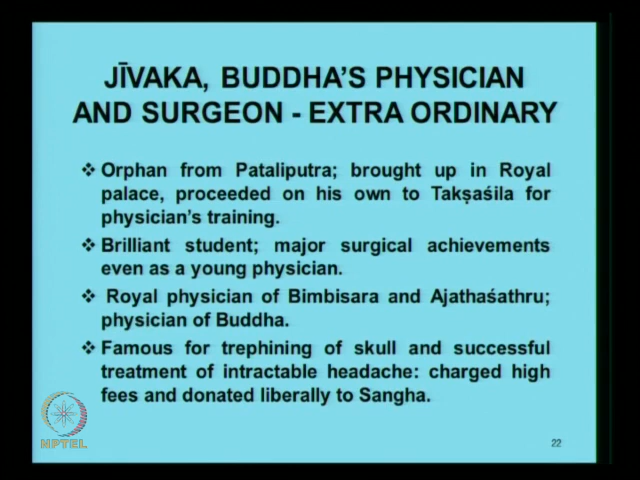 JĪVAKA, BUDDHA'S PHYSICIAN
AND SURGEON - EXTRA ORDINARY
❖ Orphan from Pataliputra; brought up in Royal
palace, proceeded on his own to Takṣaśila for
physician's training.
❖ Brilliant student; major surgical achievements
even as a young physician.
❖ Royal physician of Bimbisara and Ajathaśathru;
physician of Buddha.
❖ Famous for trephining of skull and successful
treatment of intractable headache: charged high
fees and donated liberally to Sangha.
NPTEL
22